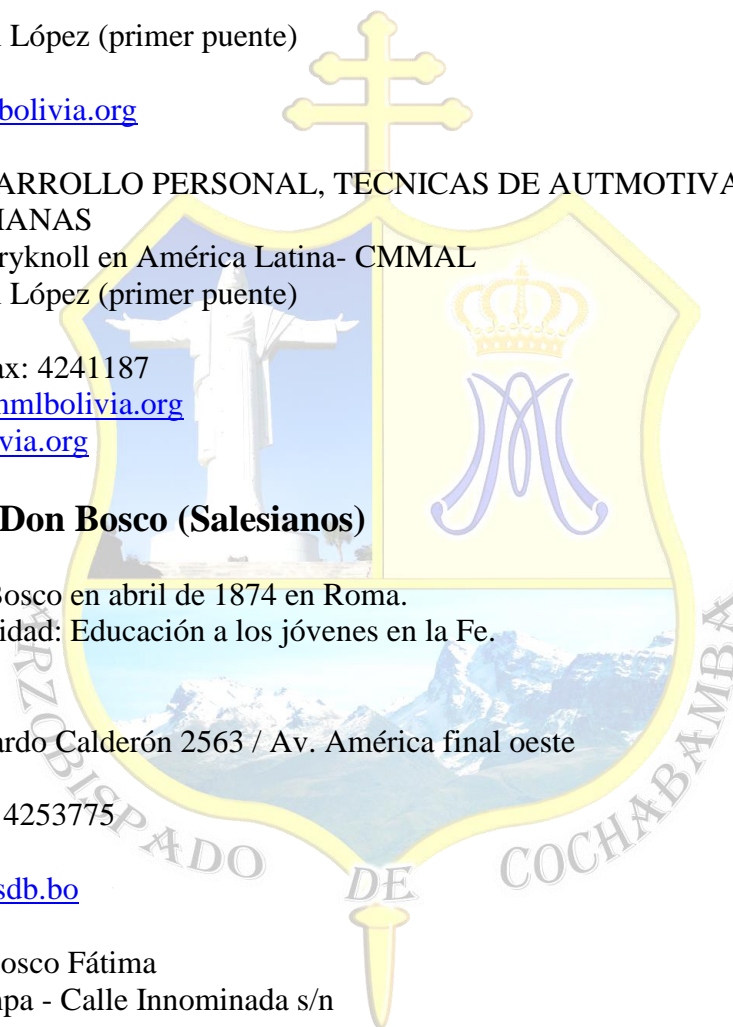 López (primer puente)
bolivia.org
ARROLLO PERSONAL, TECNICAS DE AUTMOTIVA
IANAS
ryknoll en América Latina- CMMAL
López (primer puente)
ax: 4241187
mlbolivia.org
via.org
Don Bosco (Salesianos)
Bosco en abril de 1874 en Roma.
idad: Educación a los jóvenes en la Fe.
ardo Calderón 2563 / Av. América final oeste
4253775
sdb.bo
osco Fátima
pa - Calle Innominada s/n
ARZOBISPADO DE COCHABAMBA